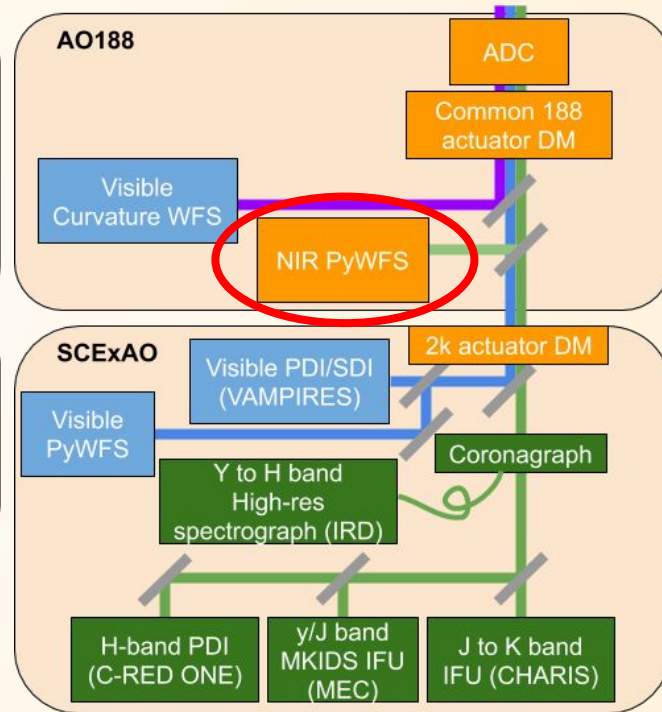 AO188
ADC
Common 188
actuator DM
Visible
Curvature WFS
NIR PyWFS
SCExAO
2k actuator DM
Visible PDI/SDI
(VAMPIRES)
Visible
PyWFS
Coronagraph
Y to H band
High-res
spectrograph (IRD)
H-band PDI
(C-RED ONE)
y/J band
MKIDS IFU
(MEC)
J to K band
IFU (CHARIS)